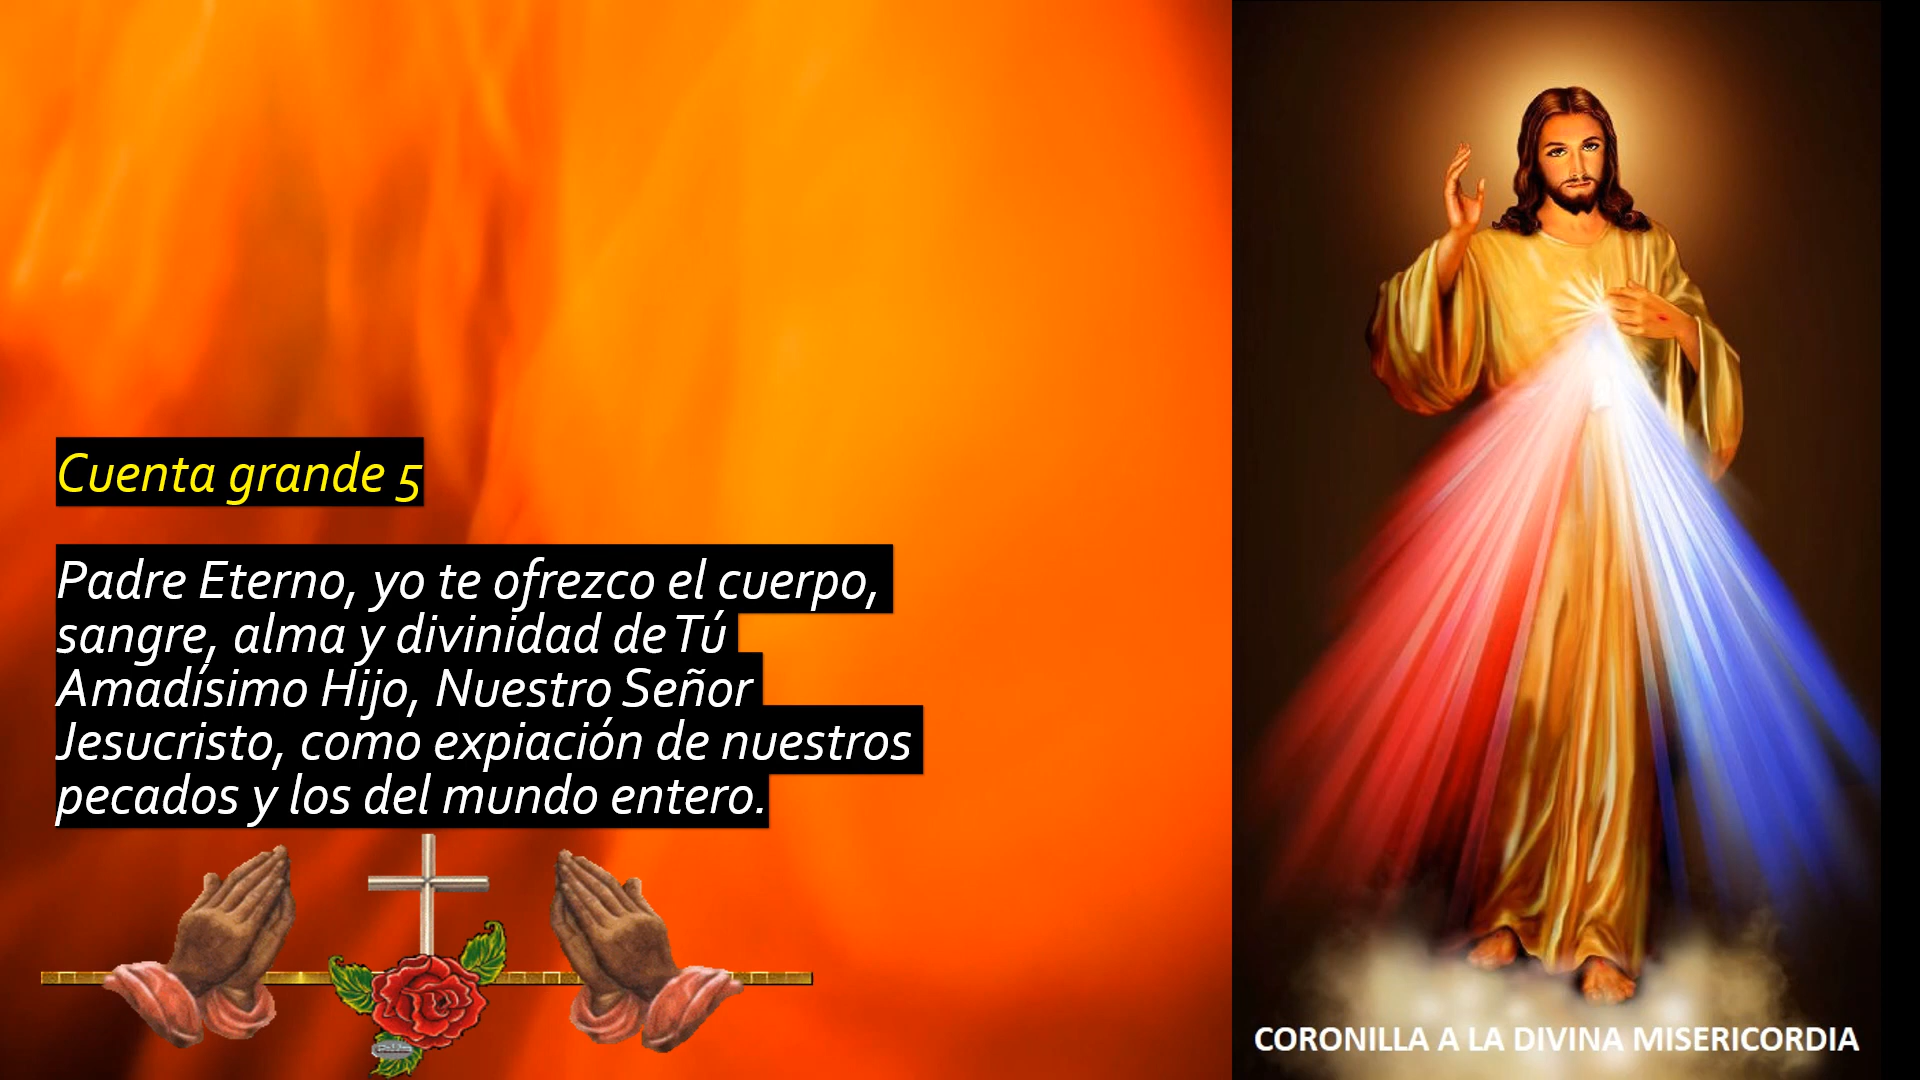 Cuenta grande 5
Padre Eterno, yo te ofrezco el cuerpo,
sangre, alma y divinidad de Tú
Amadísimo Hijo, Nuestro Señor
Jesucristo, como expiación de nuestros
pecados y los del mundo entero.
CORONILLA A LA DIVINA MISERICORDIA